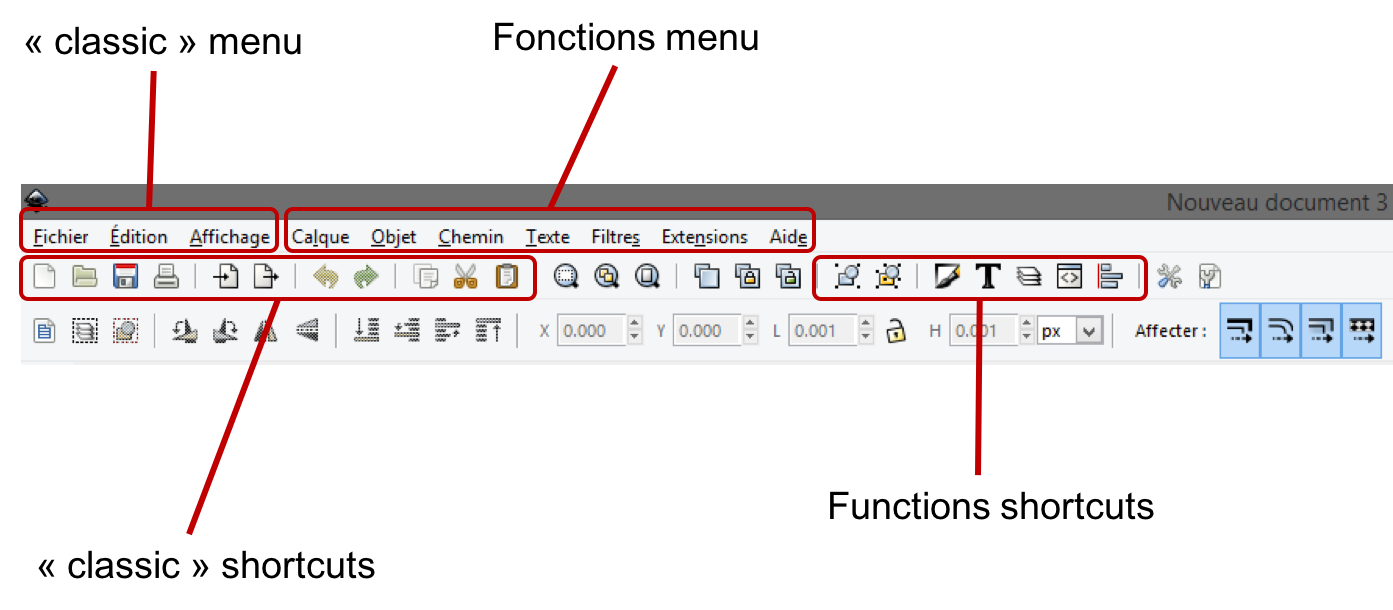 « classic » menu
Fonctions menu
Nouveau document 3
Fichier Édition Affichage Calque Objet Chemin Texte Filtres Extensions Aide
X 0.000 Y 0.000 L 0.001 H 0.001 px Affecter :
Functions shortcuts
« classic » shortcuts